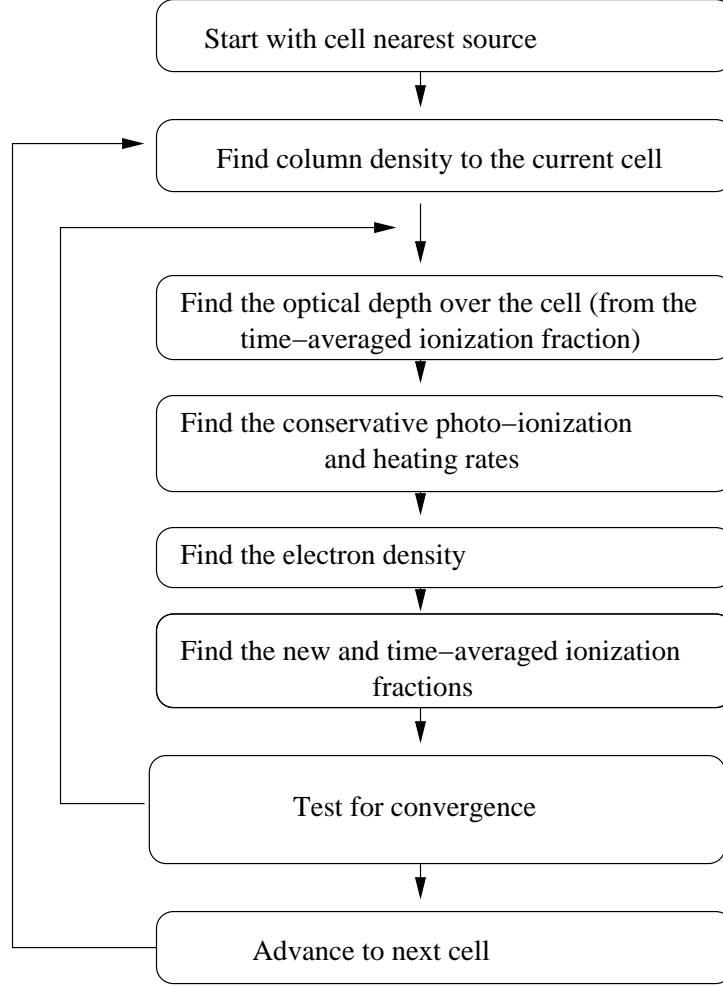 Start with cell nearest source
Find column density to the current cell
Find the optical depth over the cell (from the
time−averaged ionization fraction)
Find the conservative photo−ionization
and heating rates
Find the electron density
Find the new and time−averaged ionization
fractions
Test for convergence
Advance to next cell